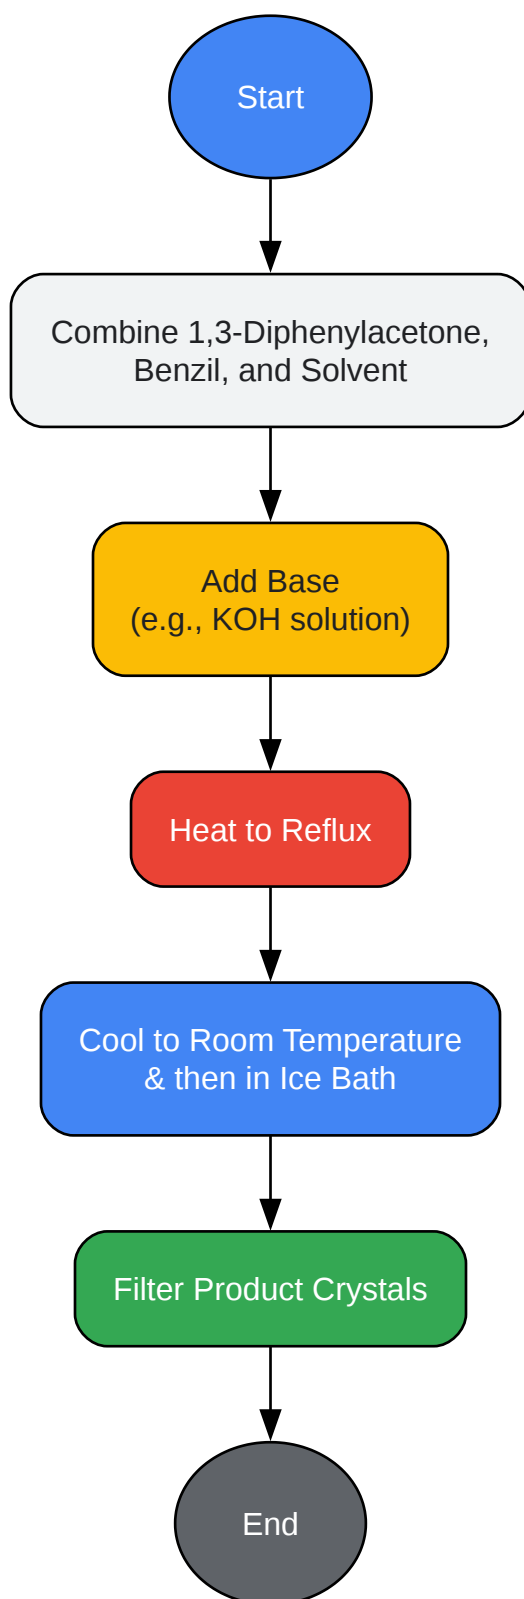 Start
Combine 1,3-Diphenylacetone,
Benzil, and Solvent
Add Base
(e.g., KOH solution)
Heat to Reflux
Cool to Room Temperature
& then in Ice Bath
Filter Product Crystals
End